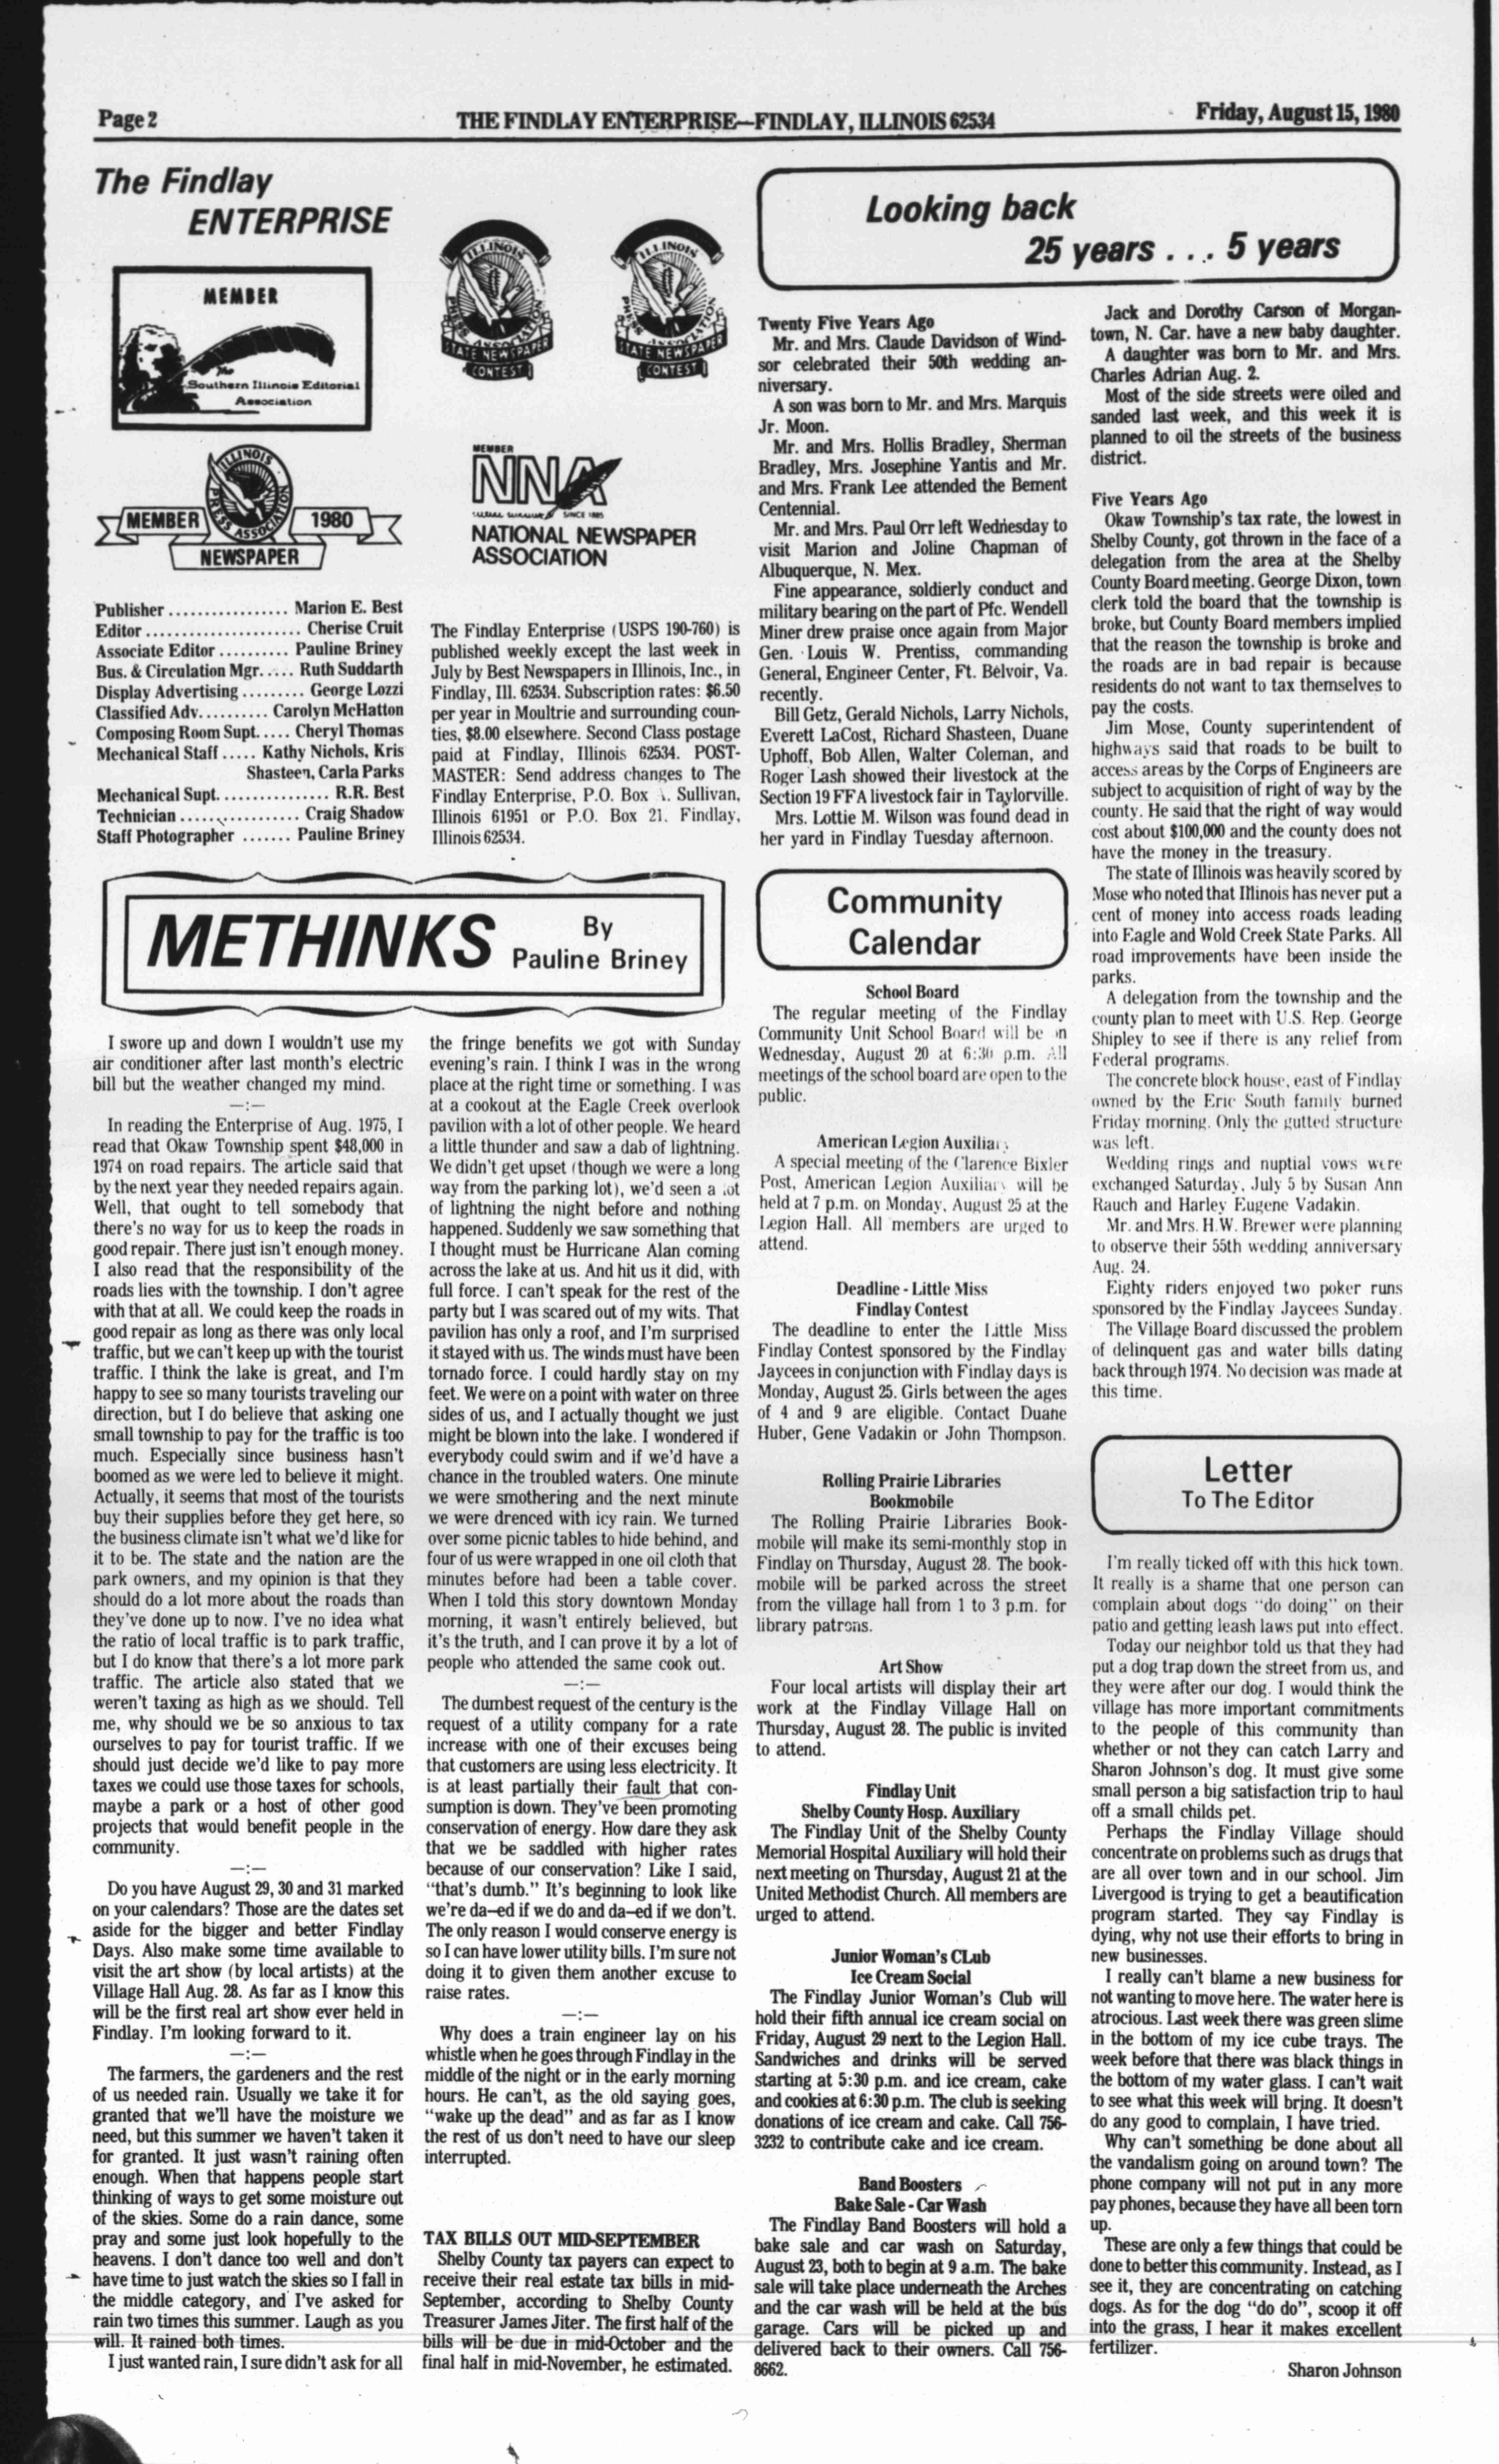 Page 2
THE FINDLAY ENTERPRISE—FINDLAY, ILLINOIS 62534
Friday, August 15, 1980
The Findlay
ENTERPRISE
MEMBER
The
Southern Illinois Editorial
Association
ILLINOIS
PRESS ASSOCIATION
STATE NEWSPAPER
CONTEST
ILLINOIS
PRESS ASSOCIATION
STATE NEWSPAPER
CONTEST
ILLINOIS
PRESS ASSOCIATION
MEMBER 1980
NEWSPAPER
MEMBER
NNA
SINCE 1885
NATIONAL NEWSPAPER
ASSOCIATION
Publisher ................ Marion E. Best
Editor ...................... Cherise Cruit
Associate Editor .......... Pauline Briney
Bus. & Circulation Mgr. .... Ruth Suddarth
Display Advertising ......... George Lozzi
Classified Adv. ......... Carolyn McHatton
Composing Room Supt. .... Cheryl Thomas
Mechanical Staff ..... Kathy Nichols, Kris
Shasteen, Carla Parks
Mechanical Supt. ............... R.R. Best
Technician ................. Craig Shadow
Staff Photographer ....... Pauline Briney
The Findlay Enterprise (USPS 190-760) is
published weekly except the last week in
July by Best Newspapers in Illinois, Inc., in
Findlay, Ill. 62534. Subscription rates: $6.50
per year in Moultrie and surrounding coun-
ties, $8.00 elsewhere. Second Class postage
paid at Findlay, Illinois 62534. POST-
MASTER: Send address changes to The
Findlay Enterprise, P.O. Box Sullivan,
Illinois 61951 or P.O. Box 21, Findlay,
Illinois 62534.
METHINKS By
Pauline Briney
I swore up and down I wouldn't use my
air conditioner after last month's electric
bill but the weather changed my mind.
—:—
In reading the Enterprise of Aug. 1975, I
read that Okaw Township spent $48,000 in
1974 on road repairs. The article said that
by the next year they needed repairs again.
Well, that ought to tell somebody that
there's no way for us to keep the roads in
good repair. There just isn't enough money.
I also read that the responsibility of the
roads lies with the township. I don't agree
with that at all. We could keep the roads in
good repair as long as there was only local
traffic, but we can't keep up with the tourist
traffic. I think the lake is great, and I'm
happy to see so many tourists traveling our
direction, but I do believe that asking one
small township to pay for the traffic is too
much. Especially since business hasn't
boomed as we were led to believe it might.
Actually, it seems that most of the tourists
buy their supplies before they get here, so
the business climate isn't what we'd like for
it to be. The state and the nation are the
park owners, and my opinion is that they
should do a lot more about the roads than
they've done up to now. I've no idea what
the ratio of local traffic is to park traffic,
but I do know that there's a lot more park
traffic. The article also stated that we
weren't taxing as high as we should. Tell
me, why should we be so anxious to tax
ourselves to pay for tourist traffic. If we
should just decide we'd like to pay more
taxes we could use those taxes for schools,
maybe a park or a host of other good
projects that would benefit people in the
community.
—:—
Do you have August 29, 30 and 31 marked
on your calendars? Those are the dates set
aside for the bigger and better Findlay
Days. Also make some time available to
visit the art show (by local artists) at the
Village Hall Aug. 28. As far as I know this
will be the first real art show ever held in
Findlay. I'm looking forward to it.
—:—
The farmers, the gardeners and the rest
of us needed rain. Usually we take it for
granted that we'll have the moisture we
need, but this summer we haven't taken it
for granted. It just wasn't raining often
enough. When that happens people start
thinking of ways to get some moisture out
of the skies. Some do a rain dance, some
pray and some just look hopefully to the
heavens. I don't dance too well and don't
have time to just watch the skies so I fall in
the middle category, and I've asked for
rain two times this summer. Laugh as you
will. It rained both times.
I just wanted rain, I sure didn't ask for all
the fringe benefits we got with Sunday
evening's rain. I think I was in the wrong
place at the right time or something. I was
at a cookout at the Eagle Creek overlook
pavilion with a lot of other people. We heard
a little thunder and saw a dab of lightning.
We didn't get upset (though we were a long
way from the parking lot), we'd seen a lot
of lightning the night before and nothing
happened. Suddenly we saw something that
I thought must be Hurricane Alan coming
across the lake at us. And hit us it did, with
full force. I can't speak for the rest of the
party but I was scared out of my wits. That
pavilion has only a roof, and I'm surprised
it stayed with us. The winds must have been
tornado force. I could hardly stay on my
feet. We were on a point with water on three
sides of us, and I actually thought we just
might be blown into the lake. I wondered if
everybody could swim and if we'd have a
chance in the troubled waters. One minute
we were smothering and the next minute
we were drenced with icy rain. We turned
over some picnic tables to hide behind, and
four of us were wrapped in one oil cloth that
minutes before had been a table cover.
When I told this story downtown Monday
morning, it wasn't entirely believed, but
it's the truth, and I can prove it by a lot of
people who attended the same cook out.
—:—
The dumbest request of the century is the
request of a utility company for a rate
increase with one of their excuses being
that customers are using less electricity. It
is at least partially their fault that con-
sumption is down. They've been promoting
conservation of energy. How dare they ask
that we be saddled with higher rates
because of our conservation? Like I said,
"that's dumb." It's beginning to look like
we're da—ed if we do and da—ed if we don't.
The only reason I would conserve energy is
so I can have lower utility bills. I'm sure not
doing it to given them another excuse to
raise rates.
—:—
Why does a train engineer lay on his
whistle when he goes through Findlay in the
middle of the night or in the early morning
hours. He can't, as the old saying goes,
"wake up the dead" and as far as I know
the rest of us don't need to have our sleep
interrupted.
TAX BILLS OUT MID-SEPTEMBER
Shelby County tax payers can expect to
receive their real estate tax bills in mid-
September, according to Shelby County
Treasurer James Jiter. The first half of the
bills will be due in mid-October and the
final half in mid-November, he estimated.
Looking back
25 years . . . 5 years
Twenty Five Years Ago
Mr. and Mrs. Claude Davidson of Wind-
sor celebrated their 50th wedding an-
niversary.
A son was born to Mr. and Mrs. Marquis
Jr. Moon.
Mr. and Mrs. Hollis Bradley, Sherman
Bradley, Mrs. Josephine Yantis and Mr.
and Mrs. Frank Lee attended the Bement
Centennial.
Mr. and Mrs. Paul Orr left Wednesday to
visit Marion and Joline Chapman of
Albuquerque, N. Mex.
Fine appearance, soldierly conduct and
military bearing on the part of Pfc. Wendell
Miner drew praise once again from Major
Gen. Louis W. Prentiss, commanding
General, Engineer Center, Ft. Belvoir, Va.
recently.
Bill Getz, Gerald Nichols, Larry Nichols,
Everett LaCost, Richard Shasteen, Duane
Uphoff, Bob Allen, Walter Coleman, and
Roger Lash showed their livestock at the
Section 19 FFA livestock fair in Taylorville.
Mrs. Lottie M. Wilson was found dead in
her yard in Findlay Tuesday afternoon.
Jack and Dorothy Carson of Morgan-
town, N. Car. have a new baby daughter.
A daughter was born to Mr. and Mrs.
Charles Adrian Aug. 2.
Most of the side streets were oiled and
sanded last week, and this week it is
planned to oil the streets of the business
district.
Five Years Ago
Okaw Township's tax rate, the lowest in
Shelby County, got thrown in the face of a
delegation from the area at the Shelby
County Board meeting. George Dixon, town
clerk told the board that the township is
broke, but County Board members implied
that the reason the township is broke and
the roads are in bad repair is because
residents do not want to tax themselves to
pay the costs.
Jim Mose, County superintendent of
highways said that roads to be built to
access areas by the Corps of Engineers are
subject to acquisition of right of way by the
county. He said that the right of way would
cost about $100,000 and the county does not
have the money in the treasury.
The state of Illinois was heavily scored by
Mose who noted that Illinois has never put a
cent of money into access roads leading
into Eagle and Wold Creek State Parks. All
road improvements have been inside the
parks.
A delegation from the township and the
county plan to meet with U.S. Rep. George
Shipley to see if there is any relief from
Federal programs.
The concrete block house, east of Findlay
owned by the Eric South family burned
Friday morning. Only the gutted structure
was left.
Wedding rings and nuptial vows were
exchanged Saturday, July 5 by Susan Ann
Rauch and Harley Eugene Vadakin.
Mr. and Mrs. H.W. Brewer were planning
to observe their 55th wedding anniversary
Aug. 24.
Eighty riders enjoyed two poker runs
sponsored by the Findlay Jaycees Sunday.
The Village Board discussed the problem
of delinquent gas and water bills dating
back through 1974. No decision was made at
this time.
Community
Calendar
School Board
The regular meeting of the Findlay
Community Unit School Board will be on
Wednesday, August 20 at 6:30 p.m. All
meetings of the school board are open to the
public.
American Legion Auxiliary
A special meeting of the Clarence Bixler
Post, American Legion Auxiliary will be
held at 7 p.m. on Monday, August 25 at the
Legion Hall. All members are urged to
attend.
Deadline - Little Miss
Findlay Contest
The deadline to enter the Little Miss
Findlay Contest sponsored by the Findlay
Jaycees in conjunction with Findlay days is
Monday, August 25. Girls between the ages
of 4 and 9 are eligible. Contact Duane
Huber, Gene Vadakin or John Thompson.
Rolling Prairie Libraries
Bookmobile
The Rolling Prairie Libraries Book-
mobile will make its semi-monthly stop in
Findlay on Thursday, August 28. The book-
mobile will be parked across the street
from the village hall from 1 to 3 p.m. for
library patrons.
Art Show
Four local artists will display their art
work at the Findlay Village Hall on
Thursday, August 28. The public is invited
to attend.
Findlay Unit
Shelby County Hosp. Auxiliary
The Findlay Unit of the Shelby County
Memorial Hospital Auxiliary will hold their
next meeting on Thursday, August 21 at the
United Methodist Church. All members are
urged to attend.
Junior Woman's CLub
Ice Cream Social
The Findlay Junior Woman's Club will
hold their fifth annual ice cream social on
Friday, August 29 next to the Legion Hall.
Sandwiches and drinks will be served
starting at 5:30 p.m. and ice cream, cake
and cookies at 6:30 p.m. The club is seeking
donations of ice cream and cake. Call 756-
3232 to contribute cake and ice cream.
Band Boosters
Bake Sale - Car Wash
The Findlay Band Boosters will hold a
bake sale and car wash on Saturday,
August 23, both to begin at 9 a.m. The bake
sale will take place underneath the Arches
and the car wash will be held at the bus
garage. Cars will be picked up and
delivered back to their owners. Call 756-
8662.
Letter
To The Editor
I'm really ticked off with this hick town.
It really is a shame that one person can
complain about dogs "do doing" on their
patio and getting leash laws put into effect.
Today our neighbor told us that they had
put a dog trap down the street from us, and
they were after our dog. I would think the
village has more important commitments
to the people of this community than
whether or not they can catch Larry and
Sharon Johnson's dog. It must give some
small person a big satisfaction trip to haul
off a small childs pet.
Perhaps the Findlay Village should
concentrate on problems such as drugs that
are all over town and in our school. Jim
Livergood is trying to get a beautification
program started. They say Findlay is
dying, why not use their efforts to bring in
new businesses.
I really can't blame a new business for
not wanting to move here. The water here is
atrocious. Last week there was green slime
in the bottom of my ice cube trays. The
week before that there was black things in
the bottom of my water glass. I can't wait
to see what this week will bring. It doesn't
do any good to complain, I have tried.
Why can't something be done about all
the vandalism going on around town? The
phone company will not put in any more
pay phones, because they have all been torn
up.
These are only a few things that could be
done to better this community. Instead, as I
see it, they are concentrating on catching
dogs. As for the dog "do do", scoop it off
into the grass, I hear it makes excellent
fertilizer.
Sharon Johnson